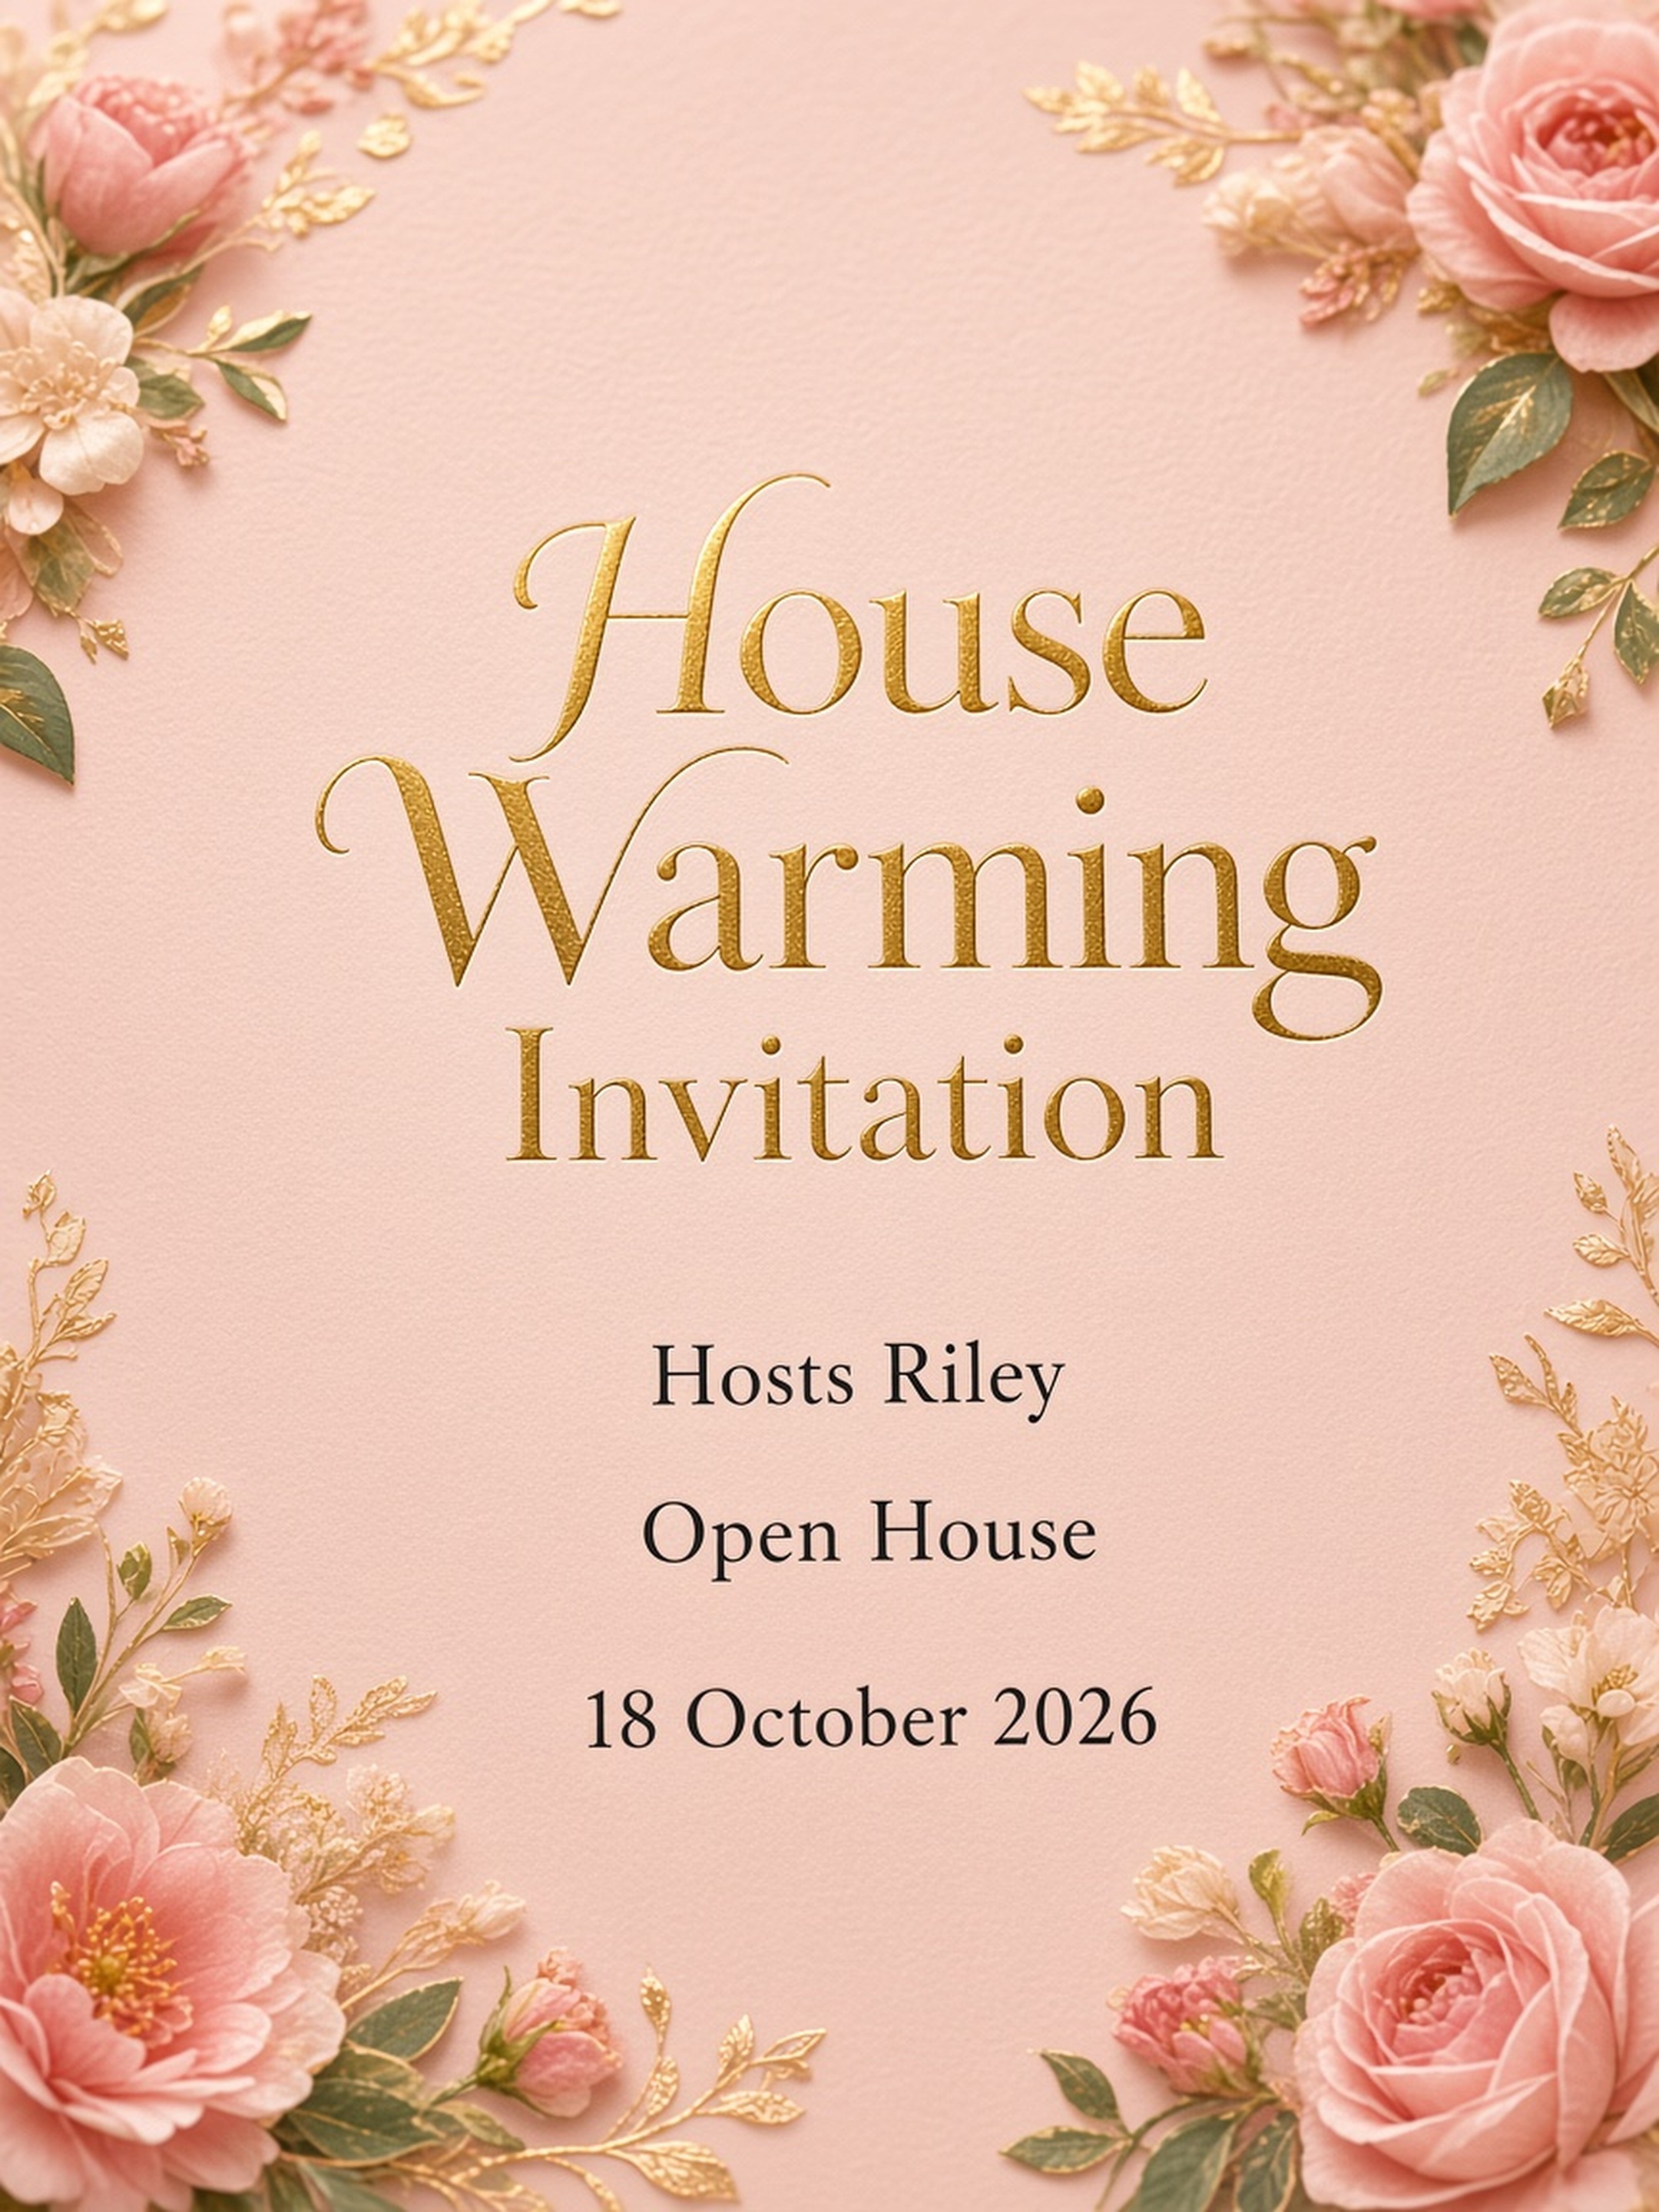 House
Warming
Invitation
Hosts Riley
Open House
18 October 2026